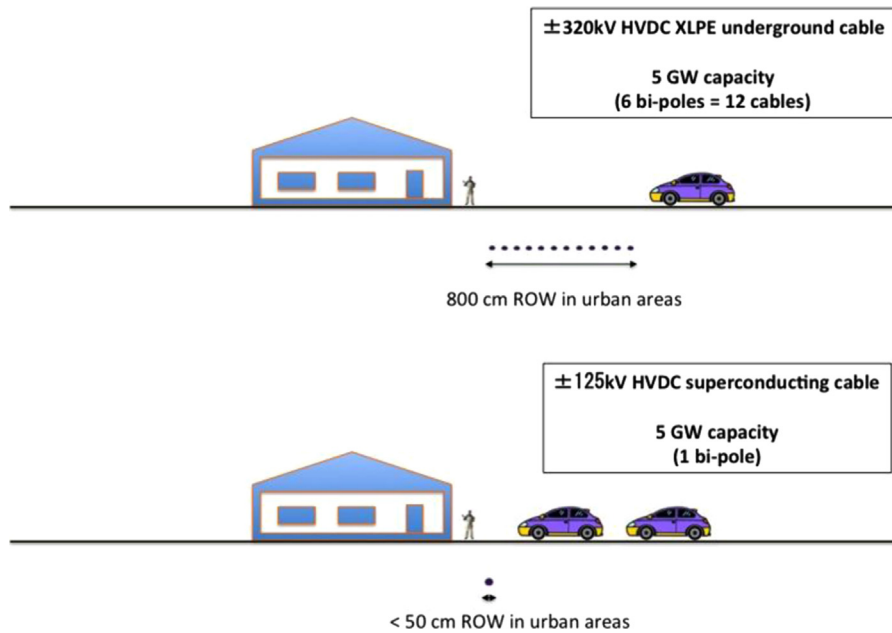 ±320kV HVDC XLPE underground cable
5 GW capacity
(6 bi-poles = 12 cables)
800 cm ROW in urban areas
±125kV HVDC superconducting cable
5 GW capacity
(1 bi-pole)
< 50 cm ROW in urban areas